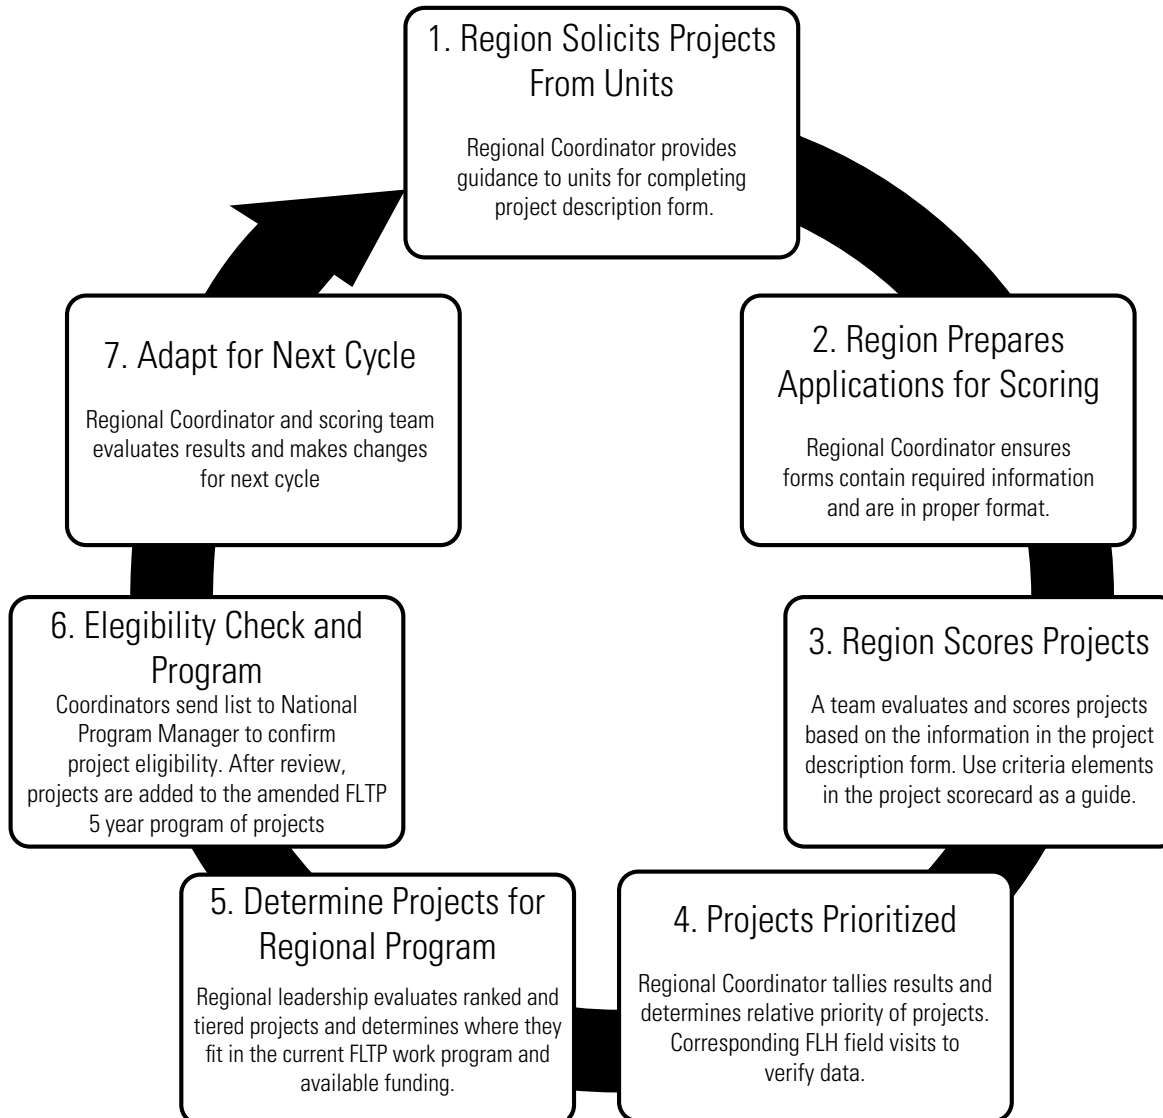 1. Region Solicits Projects
From Units
Regional Coordinator provides
guidance to units for completing
project description form.
2. Region Prepares
Applications for Scoring
Regional Coordinator ensures
forms contain required information
and are in proper format.
3. Region Scores Projects
A team evaluates and scores projects
based on the information in the project
description form. Use criteria elements
in the project scorecard as a guide.
4. Projects Prioritized
Regional Coordinator tallies results and
determines relative priority of projects.
Corresponding FLH field visits to
verify data.
5. Determine Projects for
Regional Program
Regional leadership evaluates ranked and
tiered projects and determines where they
fit in the current FLTP work program and
available funding.
6. Elegibility Check and
Program
Coordinators send list to National
Program Manager to confirm
project eligibility. After review,
projects are added to the amended FLTP
5 year program of projects
7. Adapt for Next Cycle
Regional Coordinator and scoring team
evaluates results and makes changes
for next cycle